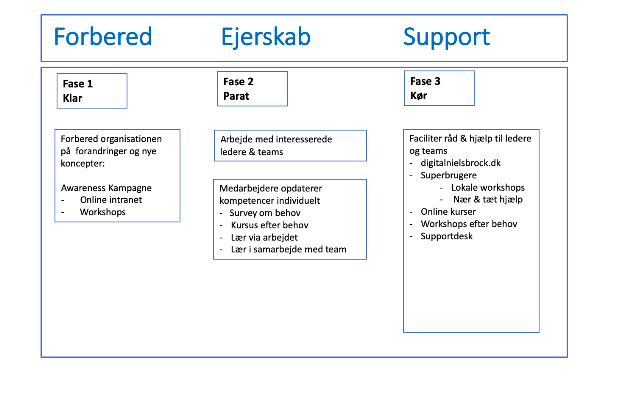 Forbered
Ejerskab
Support
Fase 1
Klar
Forbered organisationen
på forandringer og nye
koncepter:
Awareness Kampagne
- Online intranet
- Workshops
Fase 2
Parat
Arbejde med interesserede
ledere & teams
Medarbejdere opdaterer
kompetencer individuelt
- Survey om behov
- Kursus efter behov
- Lær via arbejdet
- Lær i samarbejde med team
Fase 3
Kør
Faciliter råd & hjælp til ledere
og teams
- digitalnielsbrock.dk
- Superbrugere
- Lokale workshops
- Nær & tæt hjælp
- Online kurser
- Workshops efter behov
- Supportdesk